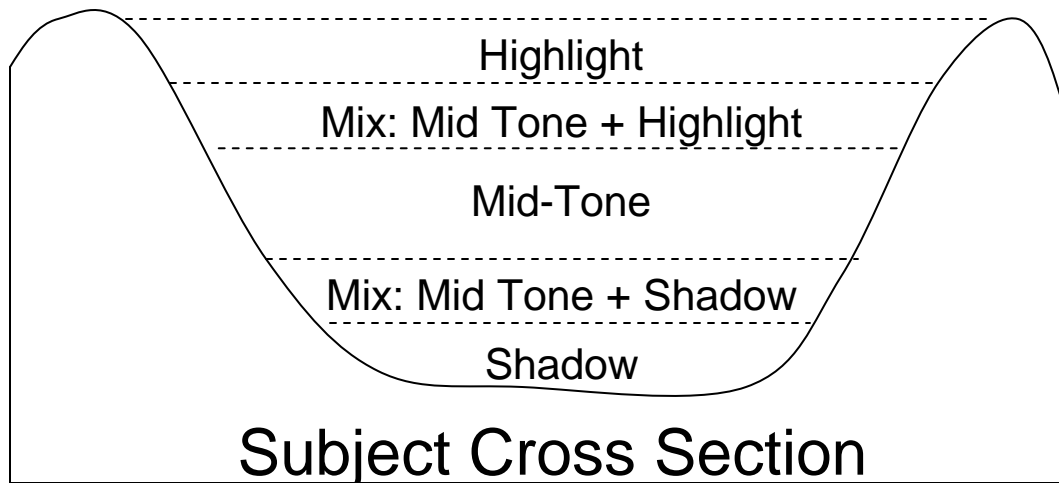 Highlight
Mix: Mid Tone + Highlight
Mid-Tone
Mix: Mid Tone + Shadow
Shadow
Subject Cross Section